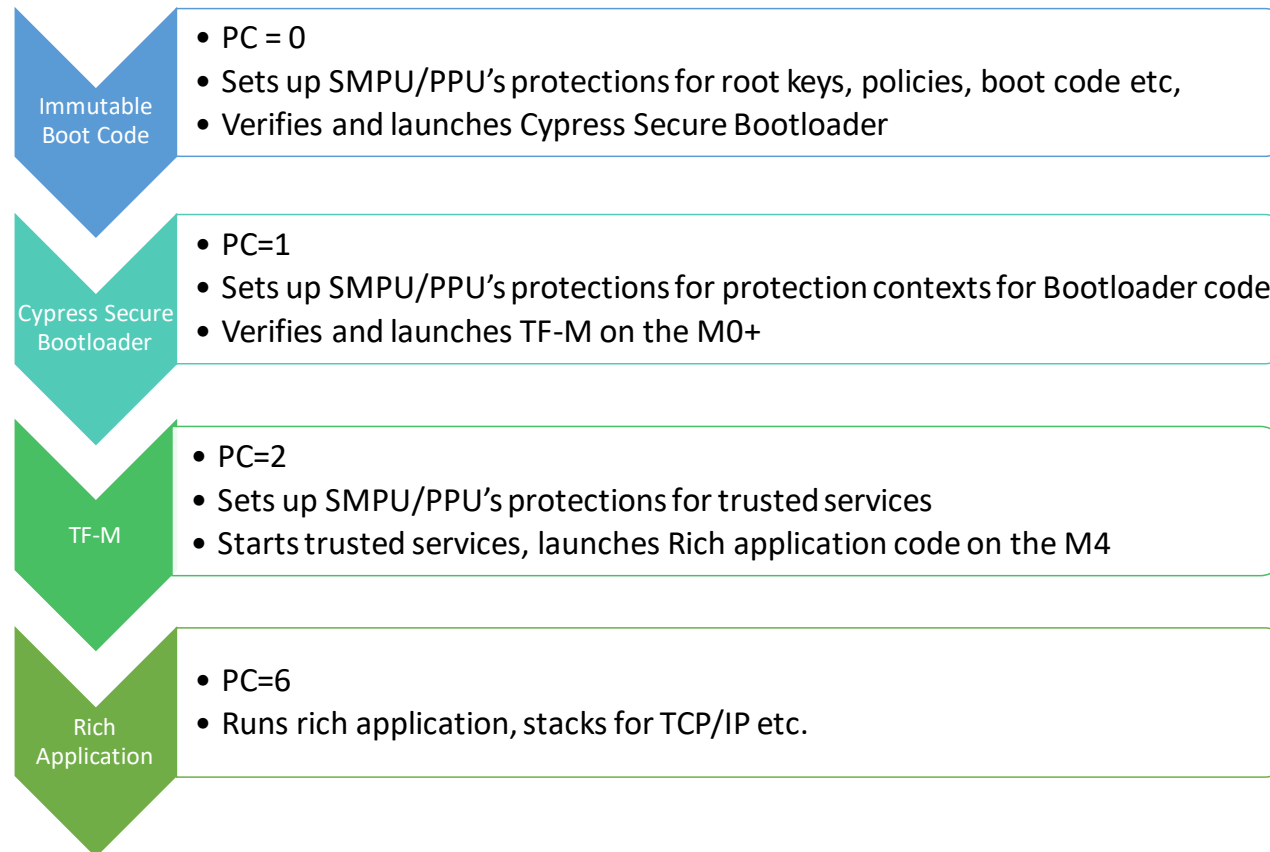 Immutable
Boot Code
• PC = 0
• Sets up SMPU/PPU's protections for root keys, policies, boot code etc,
• Verifies and launches Cypress Secure Bootloader
Cypress Secure
Bootloader
• PC=1
• Sets up SMPU/PPU's protections for protection contexts for Bootloader code
• Verifies and launches TF-M on the M0+
TF-M
• PC=2
• Sets up SMPU/PPU's protections for trusted services
• Starts trusted services, launches Rich application code on the M4
Rich
Application
• PC=6
• Runs rich application, stacks for TCP/IP etc.